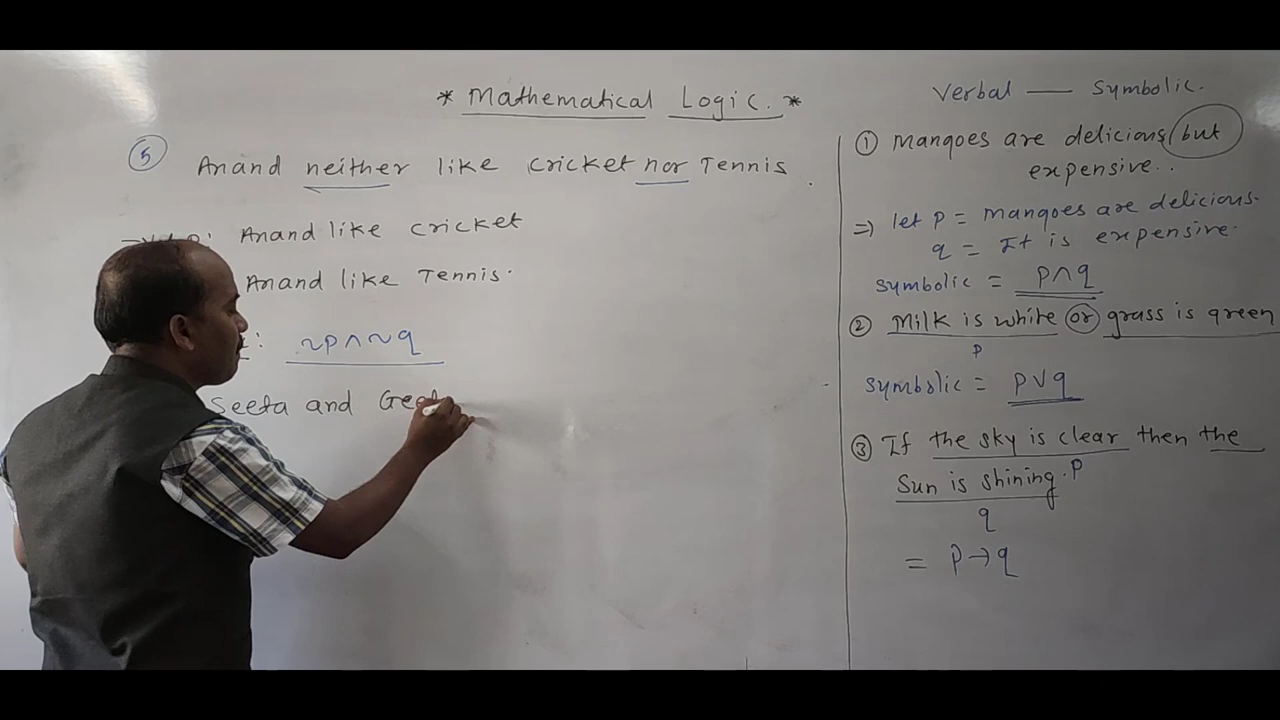 * Mathematical Logic. *
5
Anand neither like cricket nor Tennis.
Anand like cricket
Anand like Tennis.
: ~p∧~q
Seeta and Gee
Verbal — Symbolic.
① Mangoes are delicious but
expensive..
⇒ let p = mangoes are delicious.
q = It is expensive.
Symbolic = p∧q
② Milk is white or grass is green
p
Symbolic = p∨q
③ If the sky is clear then the
Sun is shining. p
q
= p→q